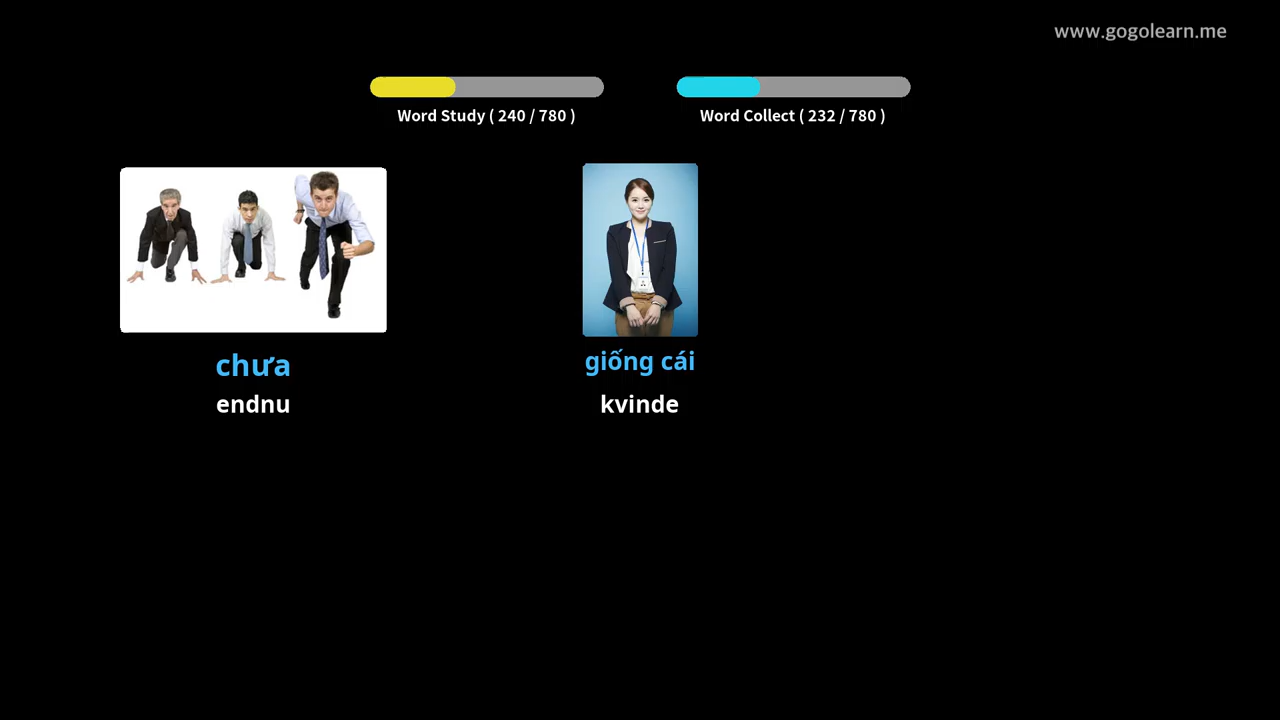 www.gogolearn.me
Word Study ( 240 / 780 )
Word Collect ( 232 / 780 )
chưa
endnu
giống cái
kvinde